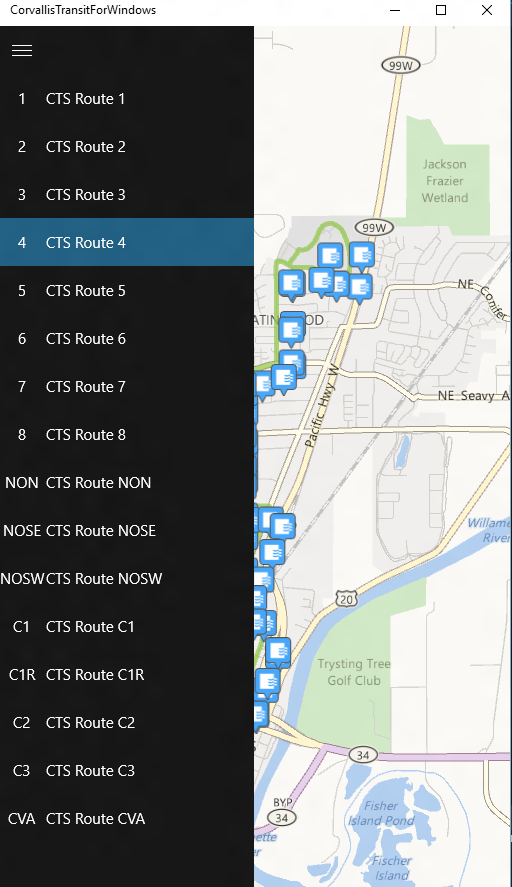 CorvallisTransitForWindows
1 CTS Route 1
2 CTS Route 2
3 CTS Route 3
4 CTS Route 4
5 CTS Route 5
6 CTS Route 6
7 CTS Route 7
8 CTS Route 8
NON CTS Route NON
NOSE CTS Route NOSE
NOSW CTS Route NOSW
C1 CTS Route C1
C1R CTS Route C1R
C2 CTS Route C2
C3 CTS Route C3
CVA CTS Route CVA
99W
Jackson
Frazier
Wetland
99W
NE Conifer
NE Seavy A
Pacific Hwy W
Willame
River
20
Trysting Tree
Golf Club
34
BYP
34
Fisher
Island Pond
Fischer
Island